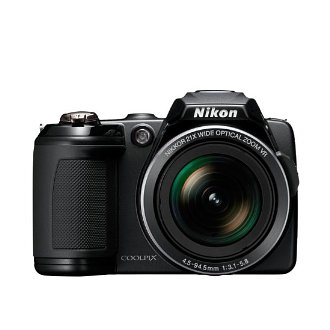 Nikon
NIKKOR 21X WIDE OPTICAL ZOOM VR
4.5-94.5mm 1:3.1-5.8
COOLPIX